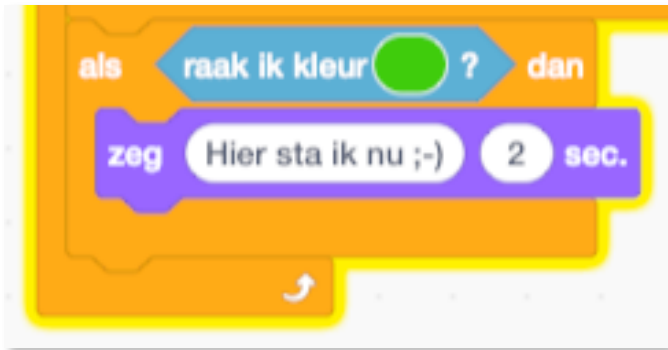 als raak ik kleur ? dan
zeg Hier sta ik nu ;-) 2 sec.